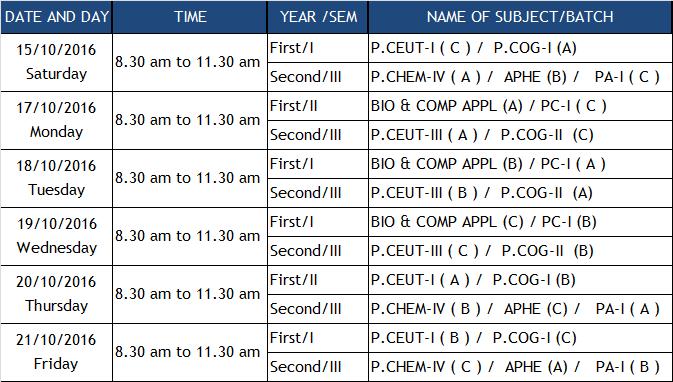 DATE AND DAY TIME YEAR /SEM NAME OF SUBJECT/BATCH
15/10/2016 Saturday 8.30 am to 11.30 am First/I P.CEUT-I ( C ) / P.COG-I (A)
Second/III P.CHEM-IV ( A ) / APHE (B) / PA-I ( C )
17/10/2016 Monday 8.30 am to 11.30 am First/II BIO & COMP APPL (A) / PC-I ( C )
Second/III P.CEUT-III ( A ) / P.COG-II (C)
18/10/2016 Tuesday 8.30 am to 11.30 am First/I BIO & COMP APPL (B) / PC-I ( A )
Second/III P.CEUT-III ( B ) / P.COG-II (A)
19/10/2016 Wednesday 8.30 am to 11.30 am First/I BIO & COMP APPL (C) / PC-I (B)
Second/III P.CEUT-III ( C ) / P.COG-II (B)
20/10/2016 Thursday 8.30 am to 11.30 am First/II P.CEUT-I ( A ) / P.COG-I (B)
Second/III P.CHEM-IV ( B ) / APHE (C) / PA-I ( A )
21/10/2016 Friday 8.30 am to 11.30 am First/I P.CEUT-I ( B ) / P.COG-I (C)
Second/III P.CHEM-IV ( C ) / APHE (A) / PA-I ( B )